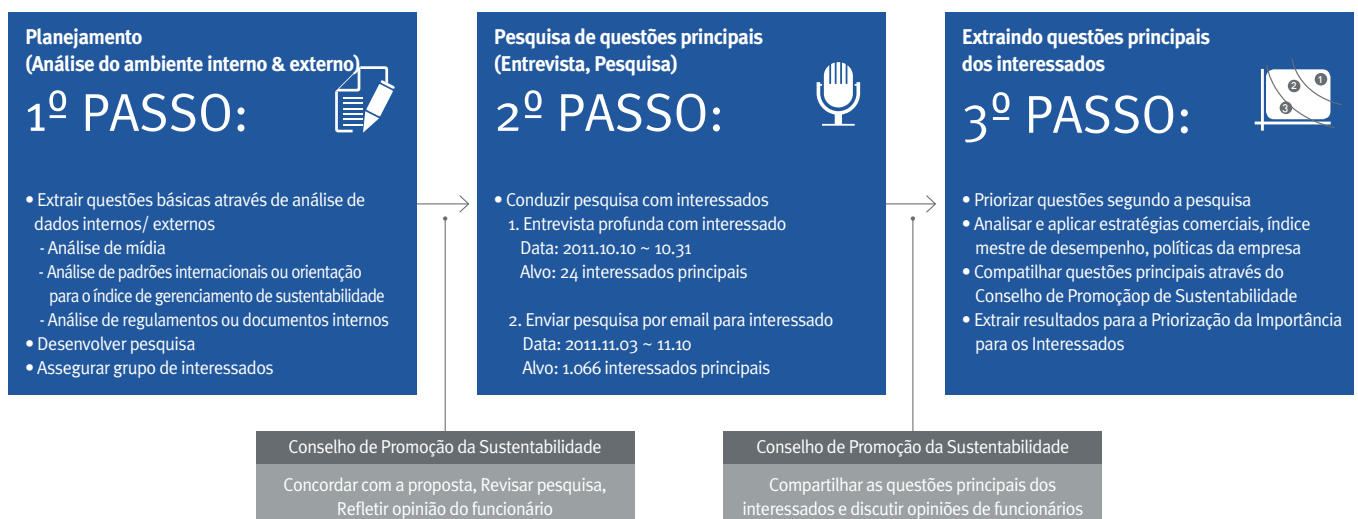 Planejamento
(Análise do ambiente interno & externo)
1º PASSO:
• Extrair questões básicas através de análise de
dados internos/ externos
- Análise de mídia
- Análise de padrões internacionais ou orientação
para o índice de gerenciamento de sustentabilidade
- Análise de regulamentos ou documentos internos
• Desenvolver pesquisa
• Assegurar grupo de interessados
Pesquisa de questões principais
(Entrevista, Pesquisa)
2º PASSO:
• Conduzir pesquisa com interessados
1. Entrevista profunda com interessado
Data: 2011.10.10 ~ 10.31
Alvo: 24 interessados principais
2. Enviar pesquisa por email para interessado
Data: 2011.11.03 ~ 11.10
Alvo: 1.066 interessados principais
Extraindo questões principais
dos interessados
3º PASSO:
1
2
3
• Priorizar questões segundo a pesquisa
• Analisar e aplicar estratégias comerciais, índice
mestre de desempenho, políticas da empresa
• Compatilhar questões principais através do
Conselho de Promoçãop de Sustentabilidade
• Extrair resultados para a Priorização da Importância
para os Interessados
Conselho de Promoção da Sustentabilidade
Concordar com a proposta, Revisar pesquisa,
Refletir opinião do funcionário
Conselho de Promoção da Sustentabilidade
Compartilhar as questões principais dos
interessados e discutir opiniões de funcionários